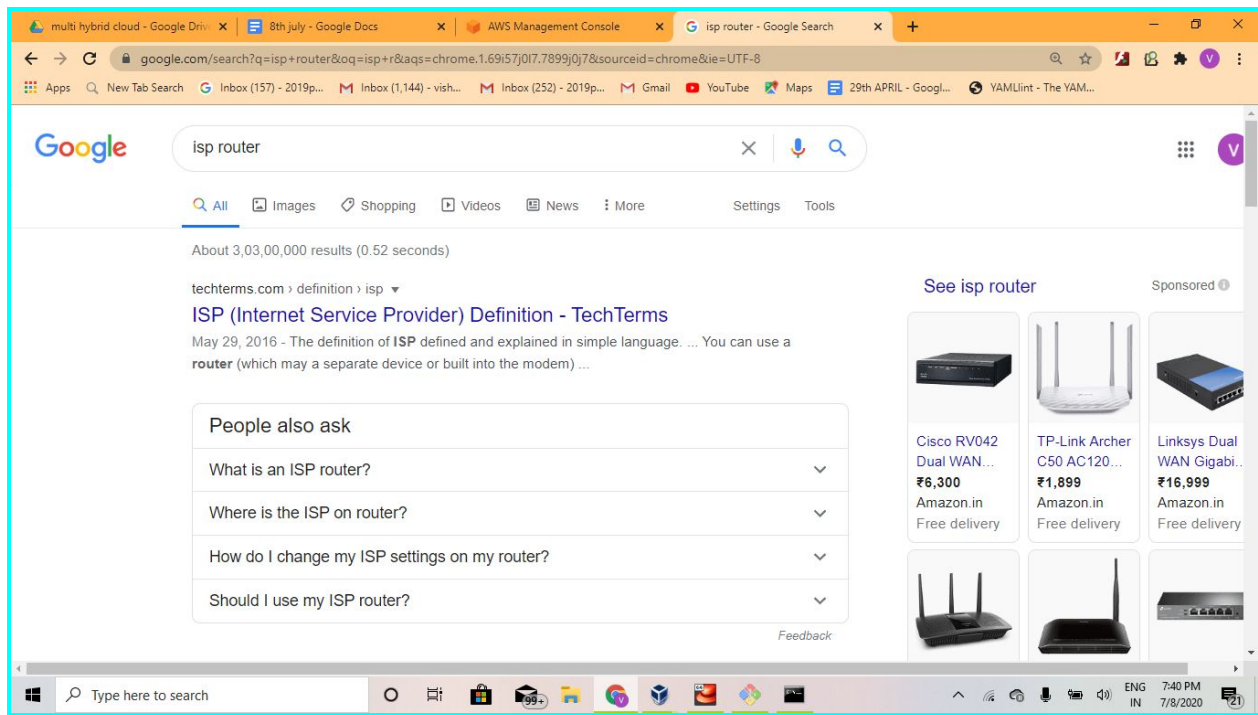 multi hybrid cloud - Google Driv
8th july - Google Docs
AWS Management Console
isp router - Google Search
google.com/search?q=isp+router&oq=isp+r&aqs=chrome.1.69i57j0l7.7899j0j7&sourceid=chrome&ie=UTF-8
Apps
New Tab Search
Inbox (157) - 2019p...
Inbox (1,144) - vish...
Inbox (252) - 2019p...
Gmail
YouTube
Maps
29th APRIL - Googl...
YAMLlint - The YAM...
Google
isp router
V
All
Images
Shopping
Videos
News
More
Settings
Tools
About 3,03,00,000 results (0.52 seconds)
techterms.com › definition › isp
ISP (Internet Service Provider) Definition - TechTerms
May 29, 2016 - The definition of ISP defined and explained in simple language. ... You can use a
router (which may a separate device or built into the modem) ...
People also ask
What is an ISP router?
Where is the ISP on router?
How do I change my ISP settings on my router?
Should I use my ISP router?
Feedback
See isp router
Sponsored
Cisco RV042
Dual WAN...
₹6,300
Amazon.in
Free delivery
TP-Link Archer
C50 AC120...
₹1,899
Amazon.in
Free delivery
Linksys Dual
WAN Gigabi..
₹16,999
Amazon.in
Free delivery
Type here to search
99+
ENG
IN
7:40 PM
7/8/2020
21